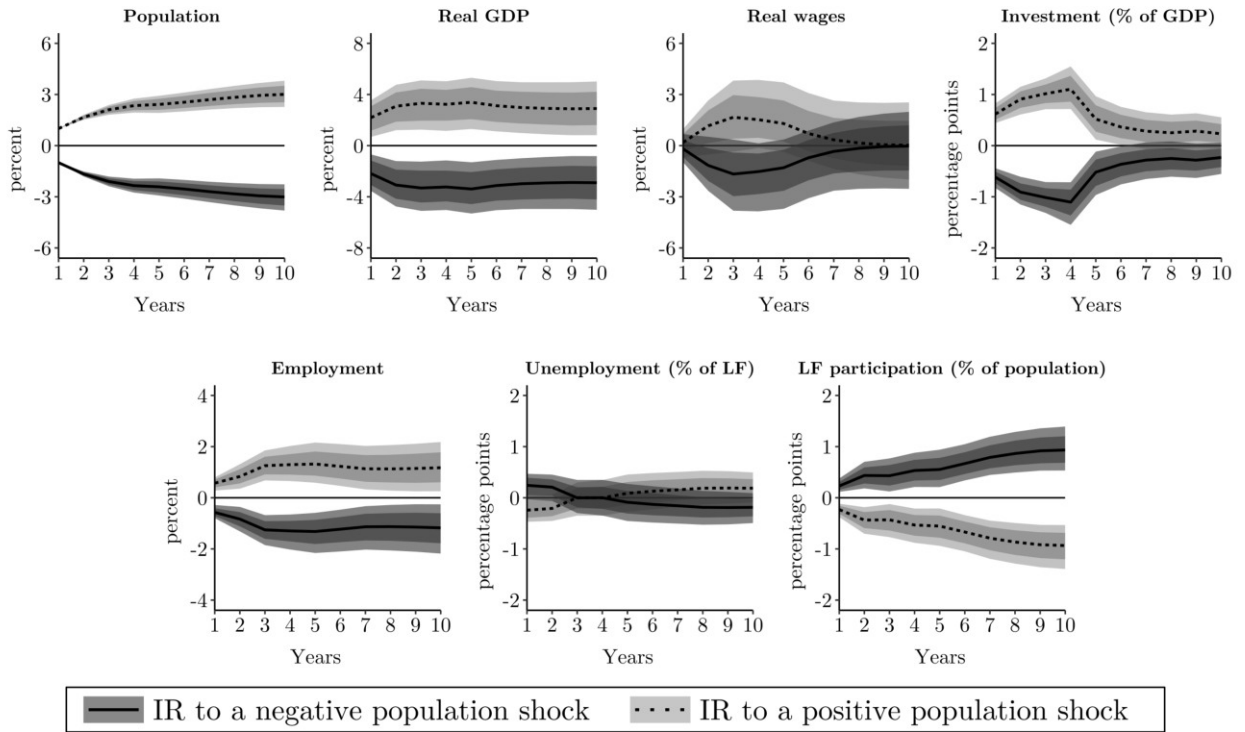 Population
Real GDP
Real wages
Investment (% of GDP)
percent
6
3
0
-3
-6
1 2 3 4 5 6 7 8 9 10
Years
8
4
0
-4
-8
1 2 3 4 5 6 7 8 9 10
Years
percent
6
3
0
-3
-6
1 2 3 4 5 6 7 8 9 10
Years
percentage points
2
1
0
-1
-2
1 2 3 4 5 6 7 8 9 10
Years
Employment
Unemployment (% of LF)
LF participation (% of population)
percent
4
2
0
-2
-4
1 2 3 4 5 6 7 8 9 10
Years
percentage points
2
1
0
-1
-2
1 2 3 4 5 6 7 8 9 10
Years
percentage points
2
1
0
-1
-2
1 2 3 4 5 6 7 8 9 10
Years
IR to a negative population shock
IR to a positive population shock